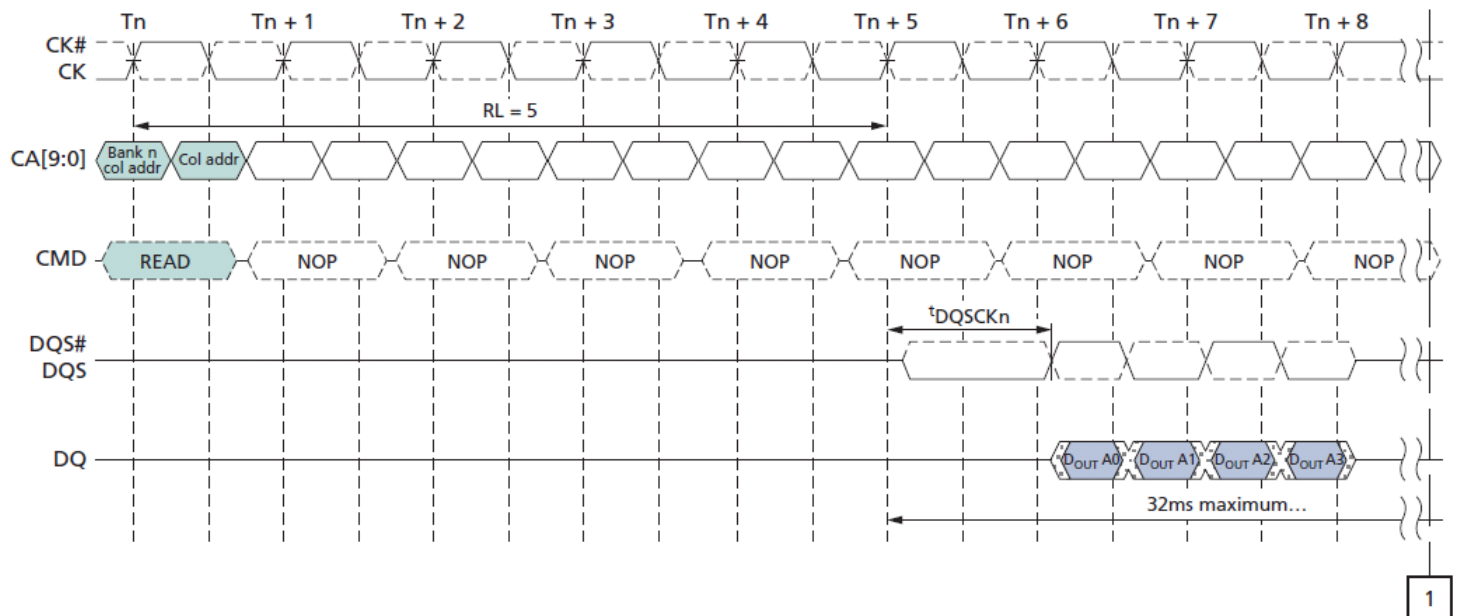 Tn Tn + 1 Tn + 2 Tn + 3 Tn + 4 Tn + 5 Tn + 6 Tn + 7 Tn + 8
CK#
CK
RL = 5
CA[9:0] Bank n Col addr
col addr
CMD READ NOP NOP NOP NOP NOP NOP NOP NOP
tDQSCKn
DQS#
DQS
DQ DOUT A0 DOUT A1 DOUT A2 DOUT A3
32ms maximum…
1